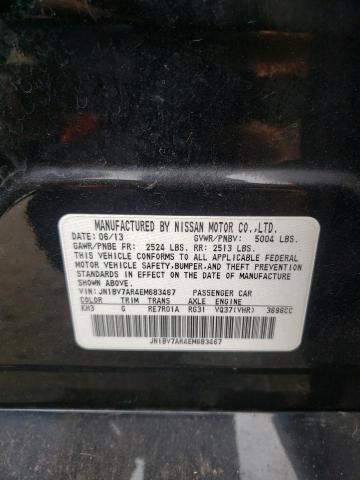 MANUFACTURED BY NISSAN MOTOR CO.,LTD.
DATE: 06/13 GVWR/PNBV: 5004 LBS.
GAWR/PNBE FR: 2524 LBS. RR: 2513 LBS.
THIS VEHICLE CONFORMS TO ALL APPLICABLE FEDERAL
MOTOR VEHICLE SAFETY,BUMPER,AND THEFT PREVENTION
STANDARDS IN EFFECT ON THE DATE OF MANUFACTURE
SHOWN ABOVE.
VIN:JN1BV7AR4EM683467 PASSENGER CAR
COLOR TRIM TRANS AXLE ENGINE
KH3 G RE7R01A RG31 VQ37(VHR) 3696CC
JN1BV7AR4EM683467